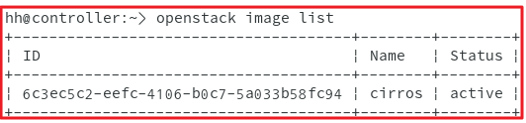 hh@controller:~> openstack image list
+--------------------------------------+--------+--------+
| ID                                   | Name   | Status |
+--------------------------------------+--------+--------+
| 6c3ec5c2-eefc-4106-b0c7-5a033b58fc94 | cirros | active |
+--------------------------------------+--------+--------+